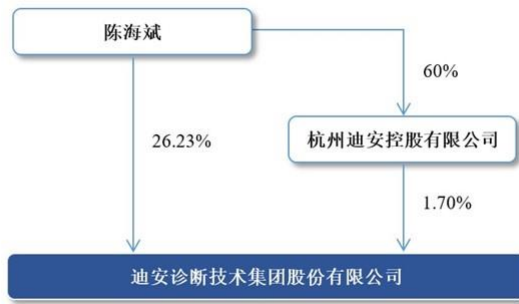 陈海斌
60%
26.23%
杭州迪安控股有限公司
1.70%
迪安诊断技术集团股份有限公司